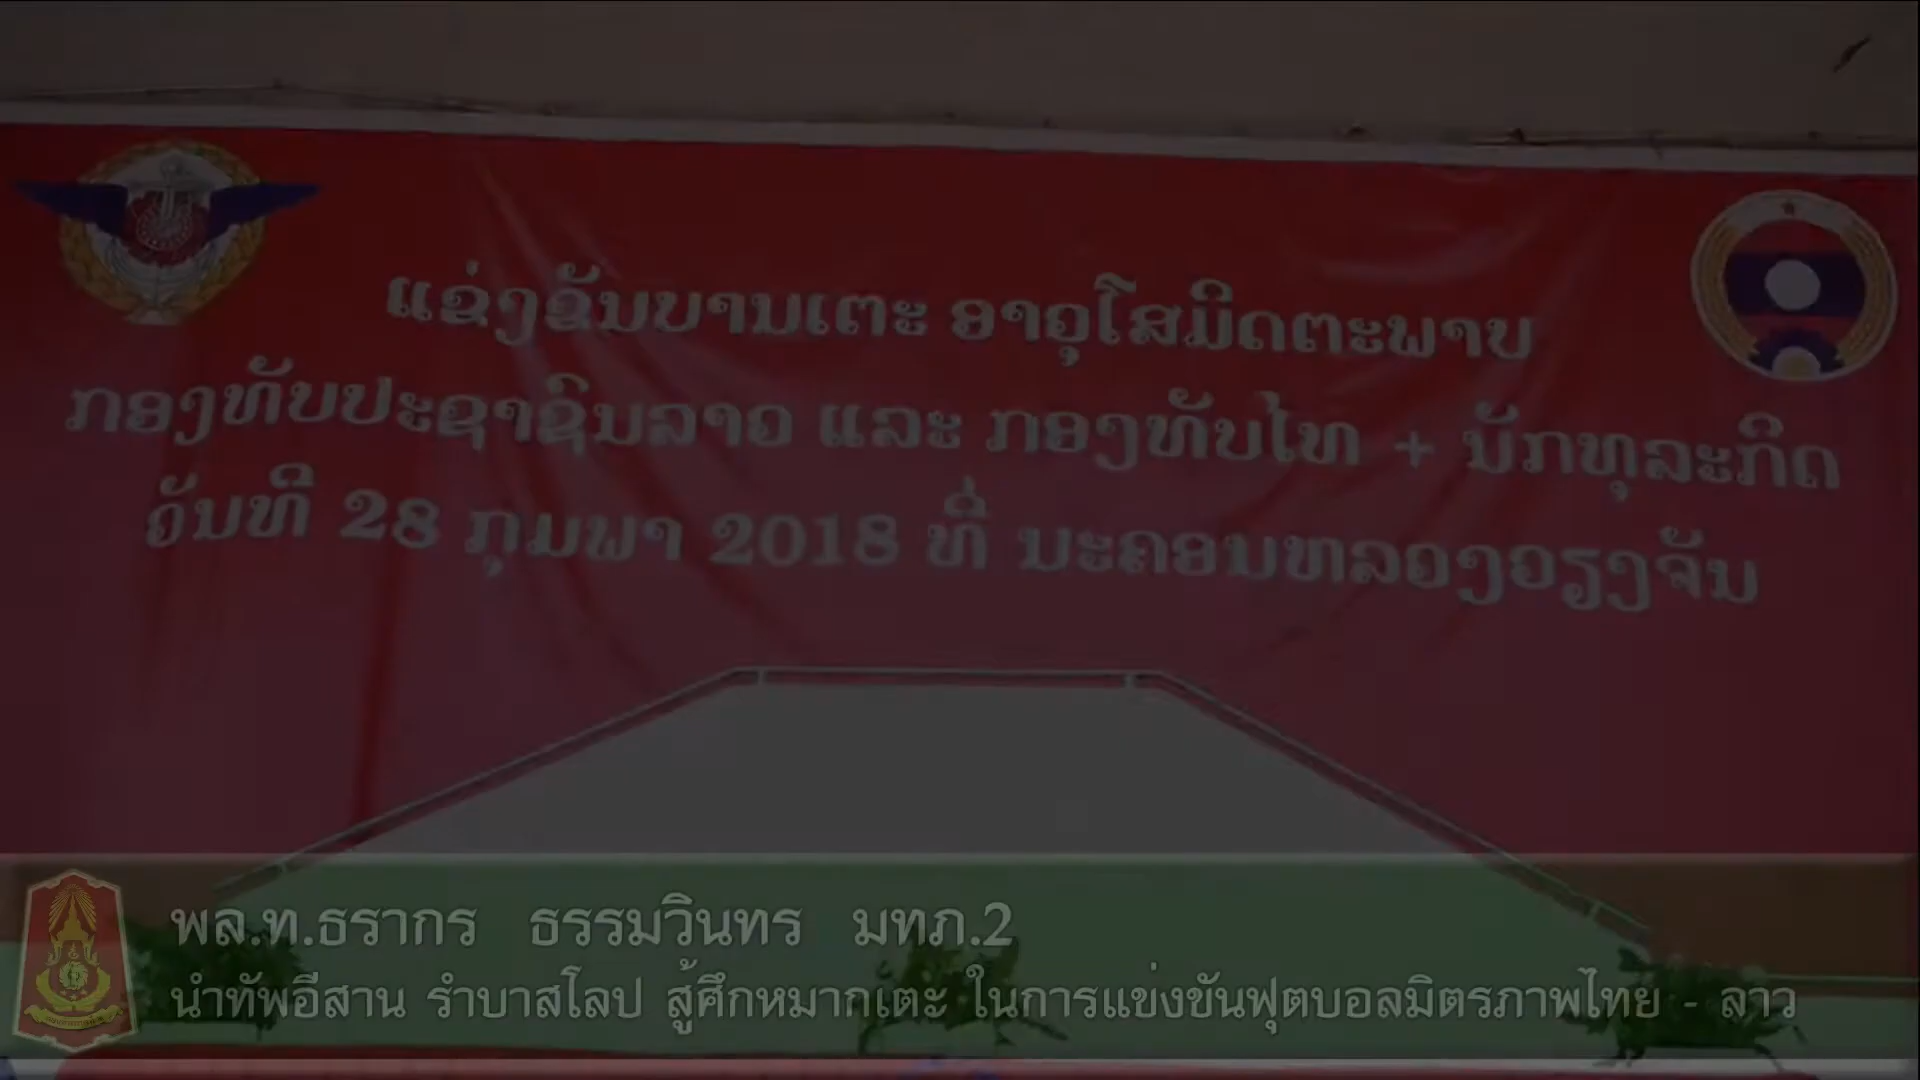 ແຂ່ງຂັນບານເຕະ ອາວຸໂສມິດຕະພາບ
ກອງທັບປະຊາຊົນລາວ ແລະ ກອງທັບໄທ + ນັກທຸລະກິດ
ວັນທີ 28 ກຸມພາ 2018 ທີ່ ນະຄອນຫລວງວຽງຈັນ
พล.ท.ธรากร ธรรมวินทร มทภ.2
นำทัพอีสาน รำบาสโลป สู้ศึกหมากเตะ ในการแข่งขันฟุตบอลมิตรภาพไทย - ลาว